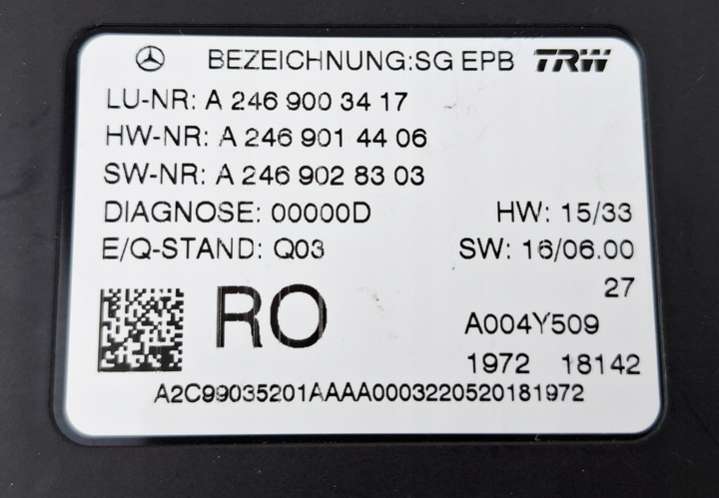 BEZEICHNUNG:SG EPB TRW
LU-NR: A 246 900 34 17
HW-NR: A 246 901 44 06
SW-NR: A 246 902 83 03
DIAGNOSE: 00000D HW: 15/33
E/Q-STAND: Q03 SW: 16/06.00
27
RO A004Y509
1972 18142
A2C99035201AAAA0003220520181972